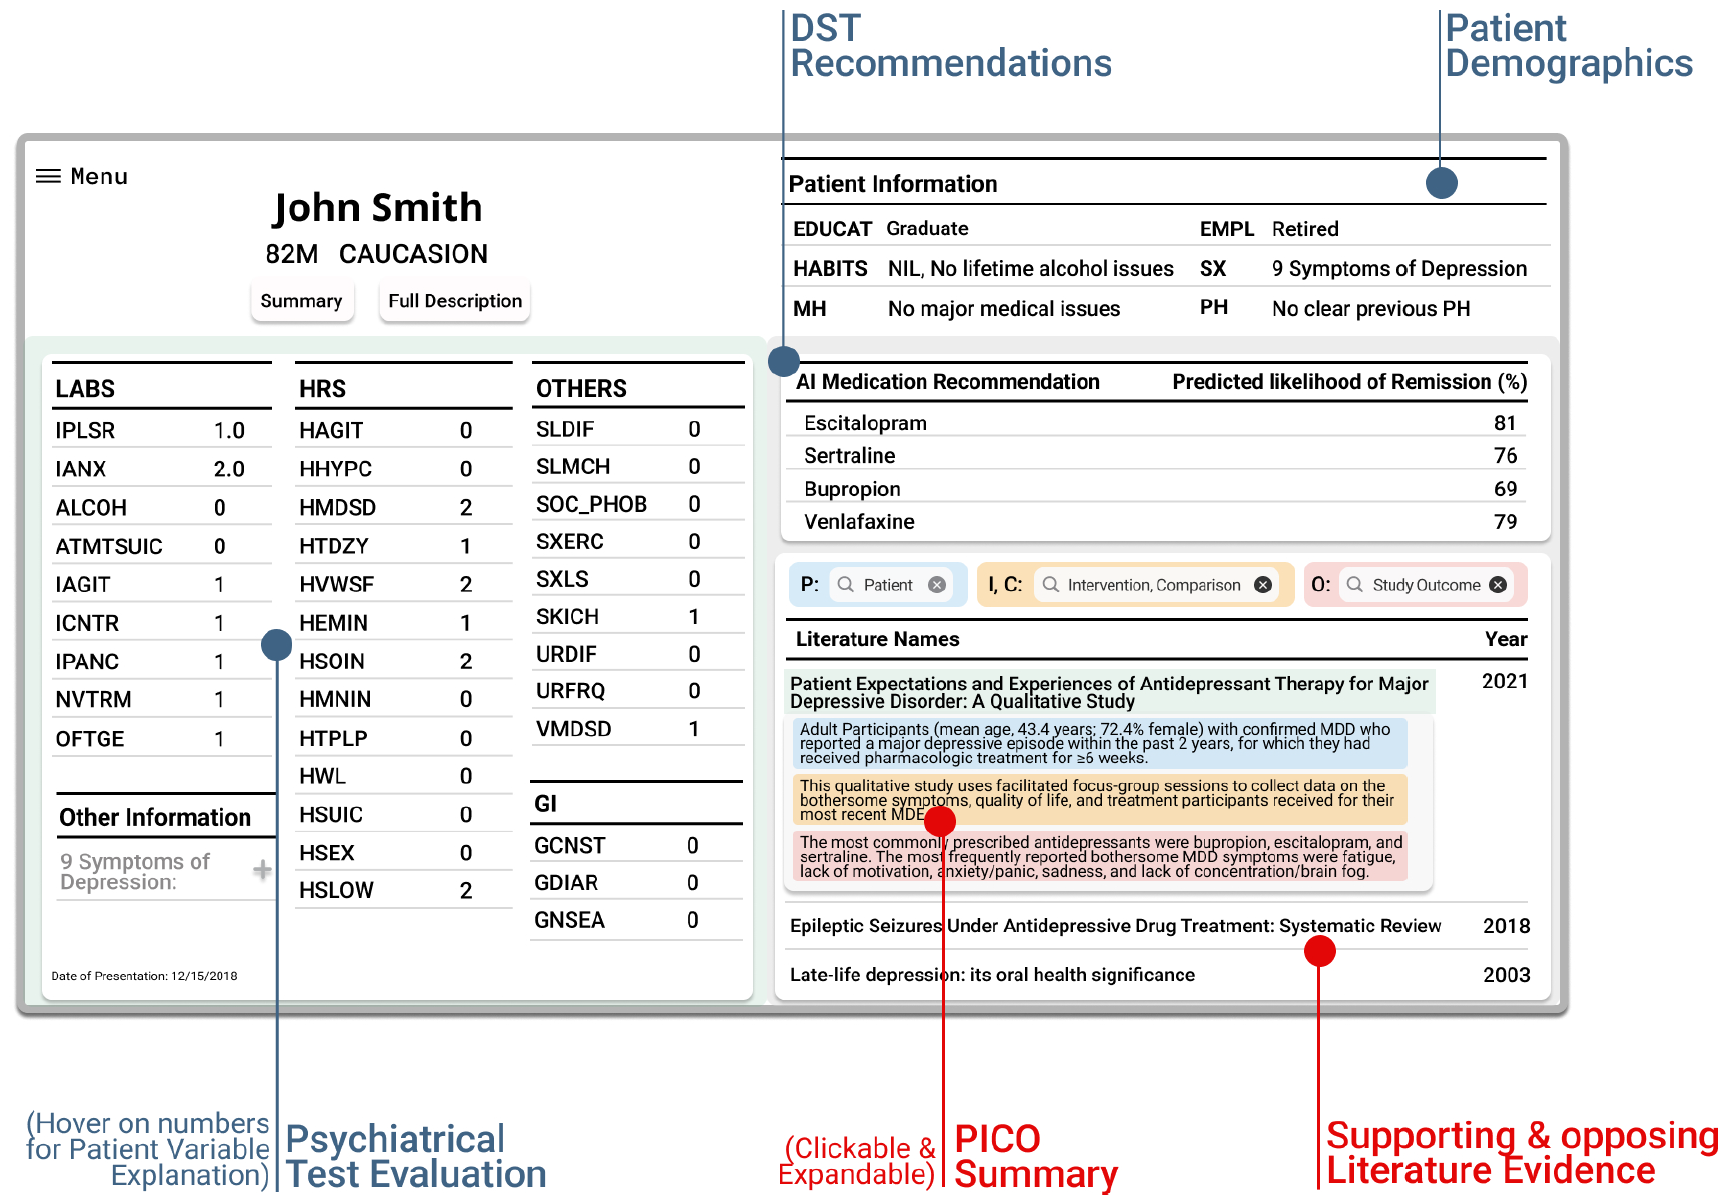 DST
Recommendations
Patient
Demographics
Menu
John Smith
82M CAUCASION
Summary Full Description
Patient Information
EDUCAT Graduate EMPL Retired
HABITS NIL, No lifetime alcohol issues SX 9 Symptoms of Depression
MH No major medical issues PH No clear previous PH
LABS
IPLSR 1.0
IANX 2.0
ALCOH 0
ATMTSUIC 0
IAGIT 1
ICNTR 1
IPANC 1
NVTRM 1
OFTGE 1
Other Information
9 Symptoms of
Depression:
Date of Presentation: 12/15/2018
HRS
HAGIT 0
HHYPC 0
HMDSD 2
HTDZY 1
HVWSF 2
HEMIN 1
HSOIN 2
HMNIN 0
HTPLP 0
HWL 0
HSUIC 0
HSEX 0
HSLOW 2
OTHERS
SLDIF 0
SLMCH 0
SOC_PHOB 0
SXERC 0
SXLS 0
SKICH 1
URDIF 0
URFRQ 0
VMDSD 1
GI
GCNST 0
GDIAR 0
GNSEA 0
AI Medication Recommendation Predicted likelihood of Remission (%)
Escitalopram 81
Sertraline 76
Bupropion 69
Venlafaxine 79
P: Patient I, C: Intervention, Comparison O: Study Outcome
Literature Names Year
Patient Expectations and Experiences of Antidepressant Therapy for Major 2021
Depressive Disorder: A Qualitative Study
Adult Participants (mean age, 43.4 years; 72.4% female) with confirmed MDD who
reported a major depressive episode within the past 2 years, for which they had
received pharmacologic treatment for ≥6 weeks.
This qualitative study uses facilitated focus-group sessions to collect data on the
bothersome symptoms, quality of life, and treatment participants received for their
most recent MDE
The most commonly prescribed antidepressants were bupropion, escitalopram, and
sertraline. The most frequently reported bothersome MDD symptoms were fatigue,
lack of motivation, anxiety/panic, sadness, and lack of concentration/brain fog.
Epileptic Seizures Under Antidepressive Drug Treatment: Systematic Review 2018
Late-life depression: its oral health significance 2003
(Hover on numbers
for Patient Variable
Explanation)
Psychiatrical
Test Evaluation
(Clickable &
Expandable)
PICO
Summary
Supporting & opposing
Literature Evidence